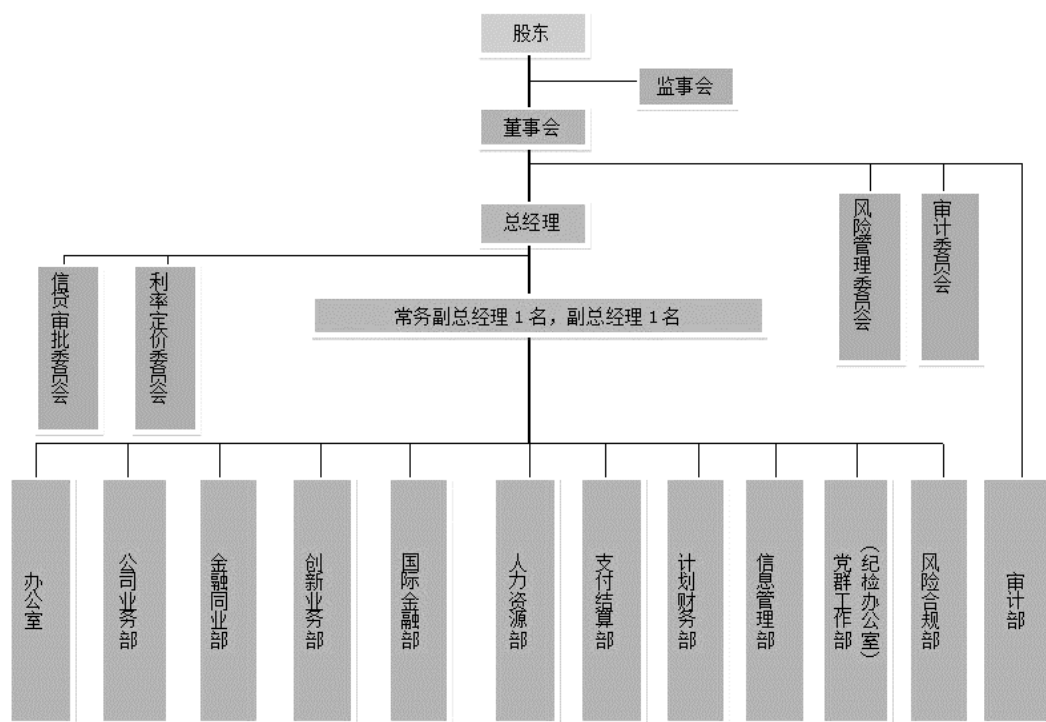 股东
监事会
董事会
总经理
风险管理委员会
审计委员会
信贷审批委员会
利率定价委员会
常务副总经理 1 名，副总经理 1 名
办公室
公司业务部
金融同业部
创新业务部
国际金融部
人力资源部
支付结算部
计划财务部
信息管理部
党群工作部
（纪检办公室）
风险合规部
审计部